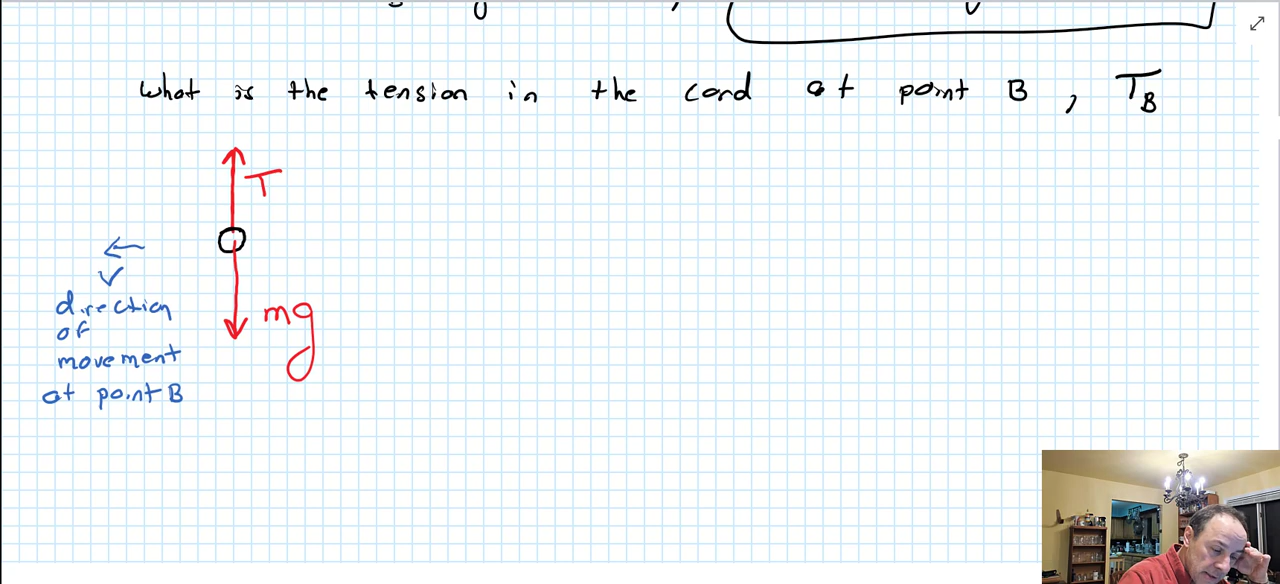 What is the tension in the cord at point B, T_B
T
mg
direction
of
movement
at point B